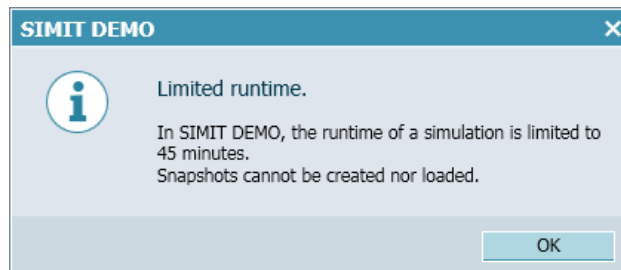 SIMIT DEMO
Limited runtime.
In SIMIT DEMO, the runtime of a simulation is limited to
45 minutes.
Snapshots cannot be created nor loaded.
OK